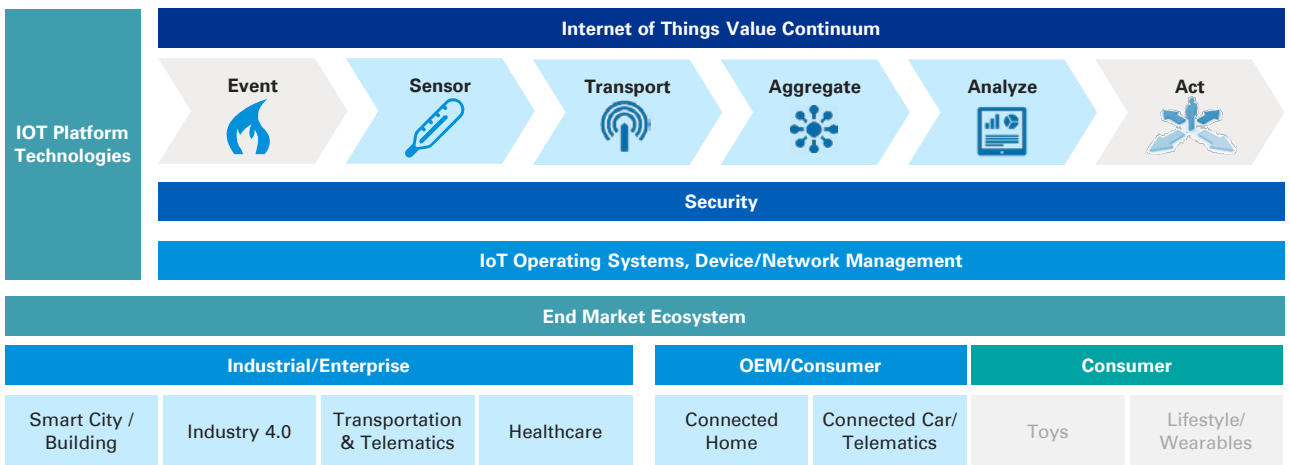 Internet of Things Value Continuum
IOT Platform
Technologies
Event
Sensor
Transport
Aggregate
Analyze
Act
Security
IoT Operating Systems, Device/Network Management
End Market Ecosystem
Industrial/Enterprise
OEM/Consumer
Consumer
Smart City /
Building
Industry 4.0
Transportation
& Telematics
Healthcare
Connected
Home
Connected Car/
Telematics
Toys
Lifestyle/
Wearables